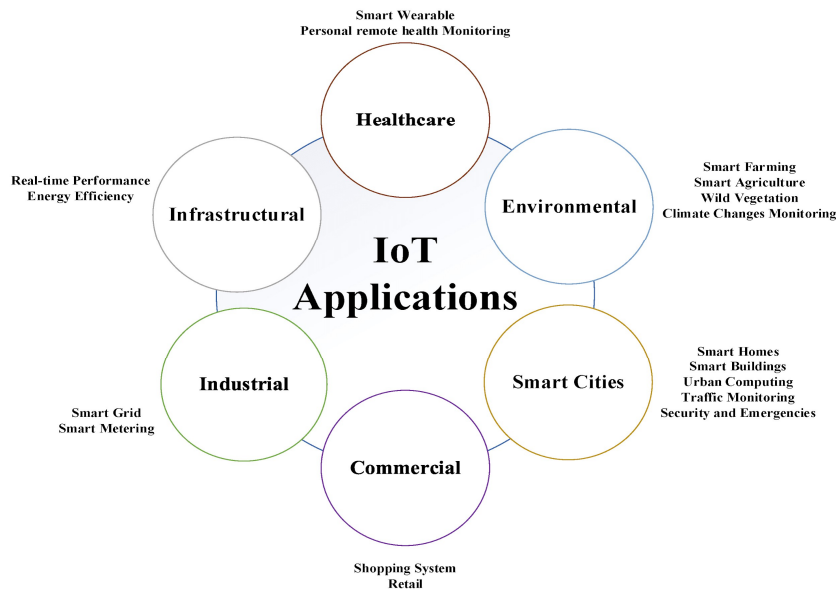 Smart Wearable
Personal remote health Monitoring
Healthcare
Real-time Performance
Energy Efficiency
Infrastructural
Environmental
Smart Farming
Smart Agriculture
Wild Vegetation
Climate Changes Monitoring
IoT
Applications
Industrial
Smart Grid
Smart Metering
Smart Cities
Smart Homes
Smart Buildings
Urban Computing
Traffic Monitoring
Security and Emergencies
Commercial
Shopping System
Retail